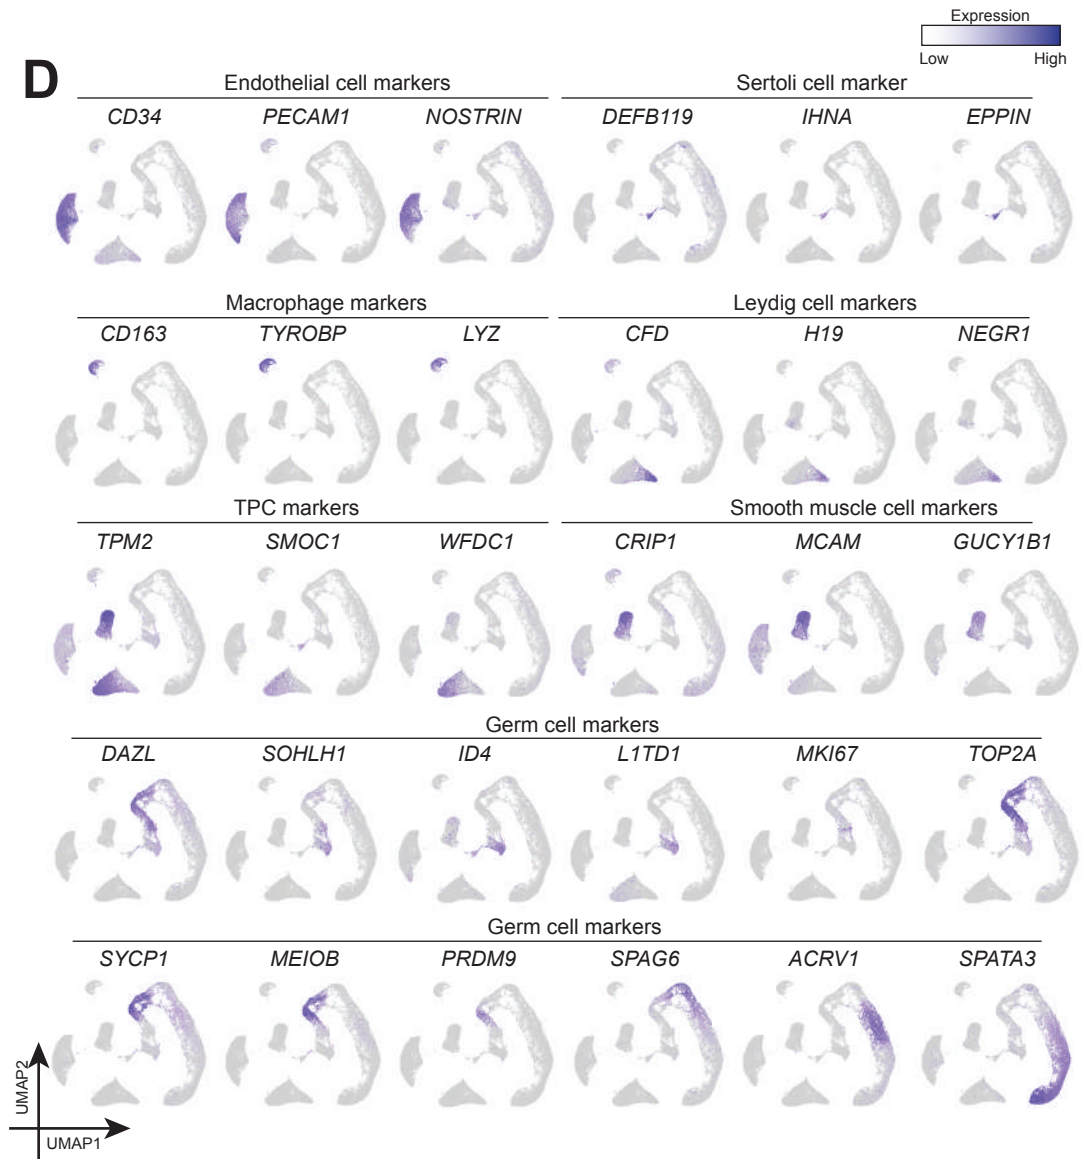 Expression
Low High
D
Endothelial cell markers Sertoli cell marker
CD34 PECAM1 NOSTRIN DEFB119 IHNA EPPIN
Macrophage markers Leydig cell markers
CD163 TYROBP LYZ CFD H19 NEGR1
TPC markers Smooth muscle cell markers
TPM2 SMOC1 WFDC1 CRIP1 MCAM GUCY1B1
Germ cell markers
DAZL SOHLH1 ID4 L1TD1 MKI67 TOP2A
Germ cell markers
SYCP1 MEIOB PRDM9 SPAG6 ACRV1 SPATA3
UMAP2
UMAP1